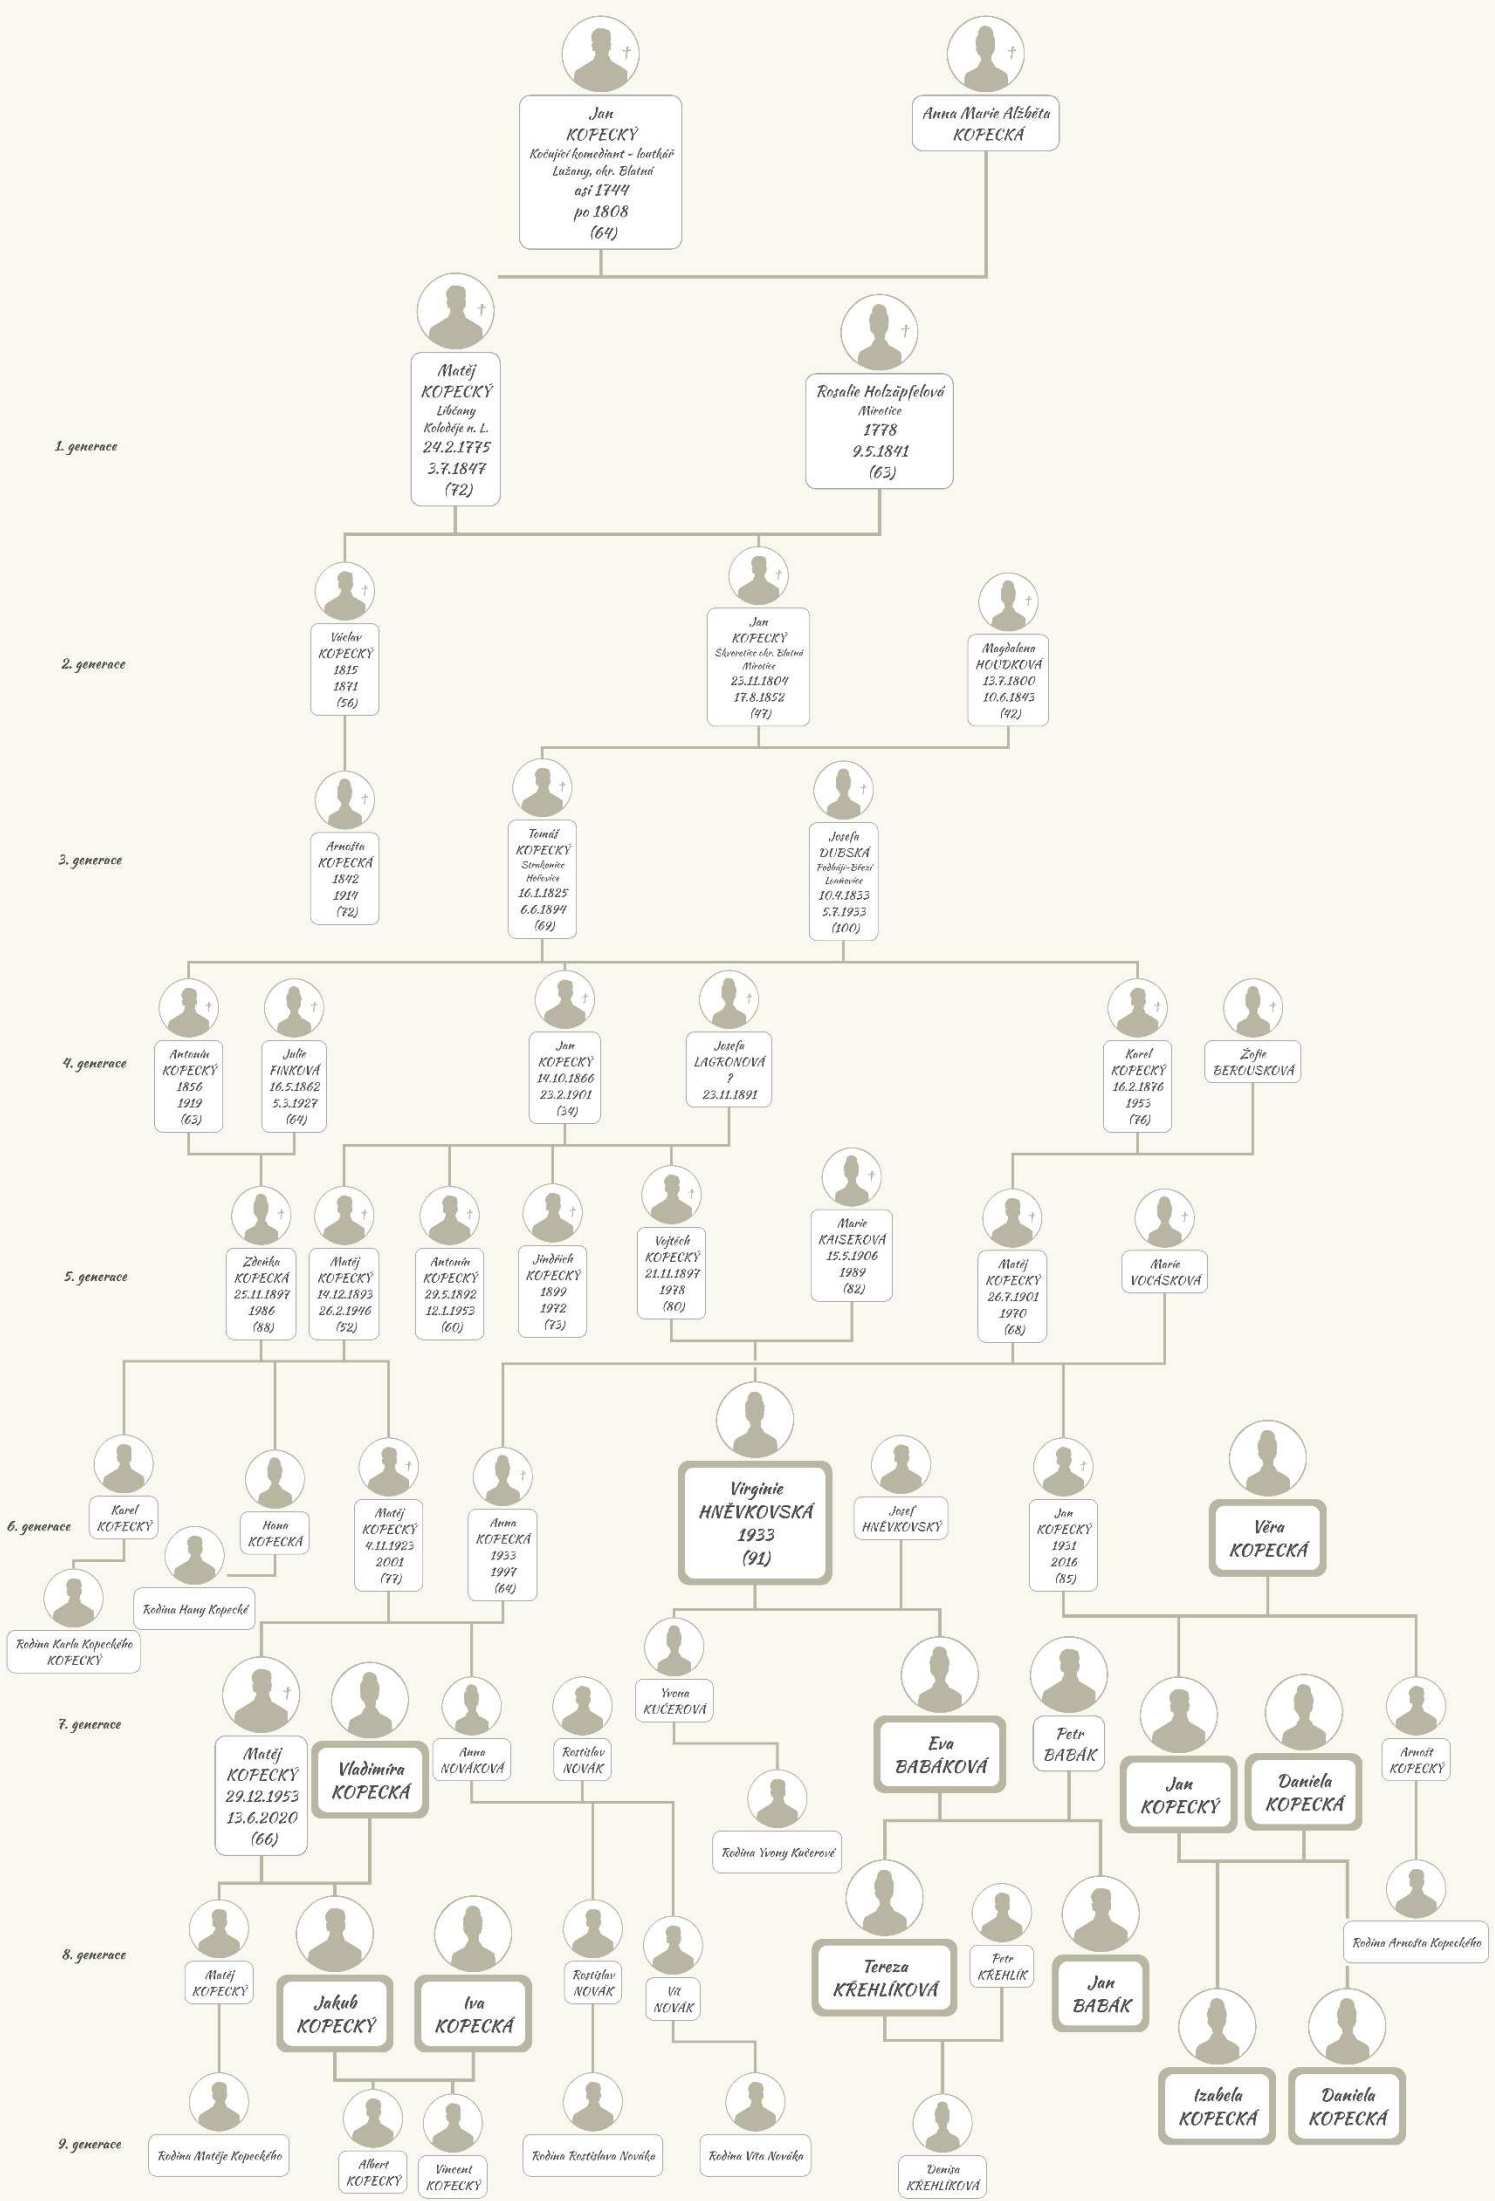 Jan
KOPECKÝ
Kočující komediant - loutkář
Lužany, okr. Blatná
asi 1744
po 1808
(64)
Anna Marie Alžběta
KOPECKÁ
1. generace
Matěj
KOPECKÝ
Libčany
Koloděje n. L.
24.2.1775
3.7.1847
(72)
Rosalie Holzäpfelová
Mirotice
1778
9.5.1841
(63)
2. generace
Václav
KOPECKÝ
1815
1871
(56)
Jan
KOPECKÝ
Škvoretice okr. Blatná
Mirotice
23.11.1804
17.8.1852
(47)
Magdalena
HOUDKOVÁ
13.7.1800
10.6.1843
(42)
3. generace
Arnošta
KOPECKÁ
1842
1914
(72)
Tomáš
KOPECKÝ
Strakonice
Hořovice
16.1.1825
6.6.1894
(69)
Josefa
DUBSKÁ
Podháji-Březí
10.4.1833
5.7.1933
(100)
4. generace
Antonín
KOPECKÝ
1856
1919
(63)
Julie
FINKOVÁ
16.5.1862
5.3.1927
(64)
Jan
KOPECKÝ
14.10.1866
23.2.1901
(34)
Josefa
LAGRONOVÁ
?
23.11.1891
Karel
KOPECKÝ
16.2.1876
1953
(76)
Žofie
BEROUSKOVÁ
5. generace
Zdeňka
KOPECKÁ
25.11.1897
1986
(88)
Matěj
KOPECKÝ
14.12.1893
26.2.1946
(52)
Antonín
KOPECKÝ
29.5.1892
12.1.1953
(60)
Jindřich
KOPECKÝ
1899
1972
(73)
Vojtěch
KOPECKÝ
21.11.1897
1978
(80)
Marie
KAISEROVÁ
15.5.1906
1989
(82)
Matěj
KOPECKÝ
26.7.1901
1970
(68)
Marie
VOCÁSKOVÁ
6. generace
Karel
KOPECKÝ
Hana
KOPECKÁ
Matěj
KOPECKÝ
4.11.1923
2001
(77)
Anna
KOPECKÁ
1933
1997
(64)
Virginie
HNĚVKOVSKÁ
1933
(91)
Josef
HNĚVKOVSKÝ
Jan
KOPECKÝ
1931
2016
(85)
Věra
KOPECKÁ
Rodina Hany Kopecké
Rodina Karla Kopeckého
KOPECKÝ
7. generace
Matěj
KOPECKÝ
29.12.1953
13.6.2020
(66)
Vladimíra
KOPECKÁ
Anna
NOVÁKOVÁ
Rostislav
NOVÁK
Yvona
KUČEROVÁ
Eva
BABÁKOVÁ
Petr
BABÁK
Jan
KOPECKÝ
Daniela
KOPECKÁ
Arnošt
KOPECKÝ
Rodina Yvony Kučerové
8. generace
Matěj
KOPECKÝ
Jakub
KOPECKÝ
Iva
KOPECKÁ
Rostislav
NOVÁK
Vít
NOVÁK
Tereza
KŘEHLÍKOVÁ
Petr
KŘEHLÍK
Jan
BABÁK
Rodina Arnošta Kopeckého
Izabela
KOPECKÁ
Daniela
KOPECKÁ
9. generace
Rodina Matěje Kopeckého
Albert
KOPECKÝ
Vincent
KOPECKÝ
Rodina Rostislava Nováka
Rodina Víta Nováka
Denisa
KŘEHLÍKOVÁ